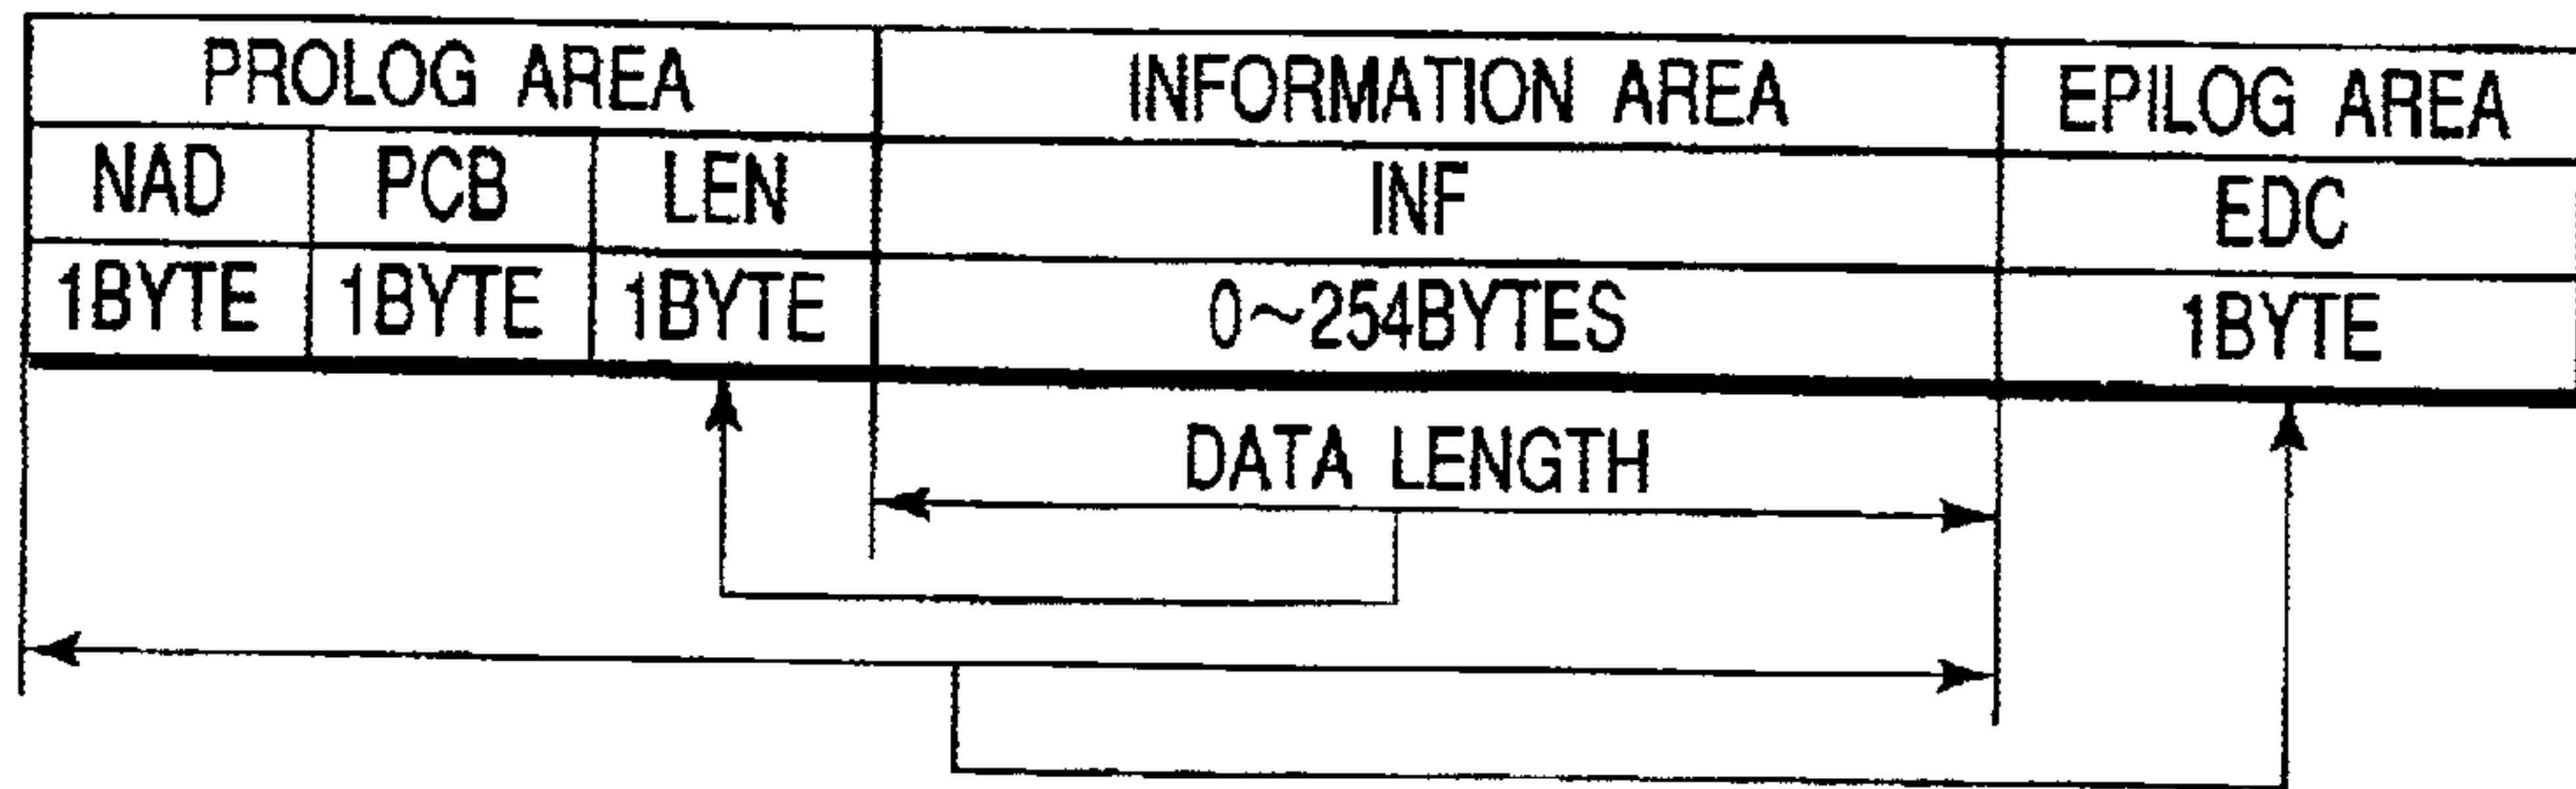 PROLOG AREA INFORMATION AREA EPILOG AREA
NAD PCB LEN INF EDC
1BYTE 1BYTE 1BYTE 0~254BYTES 1BYTE
DATA LENGTH